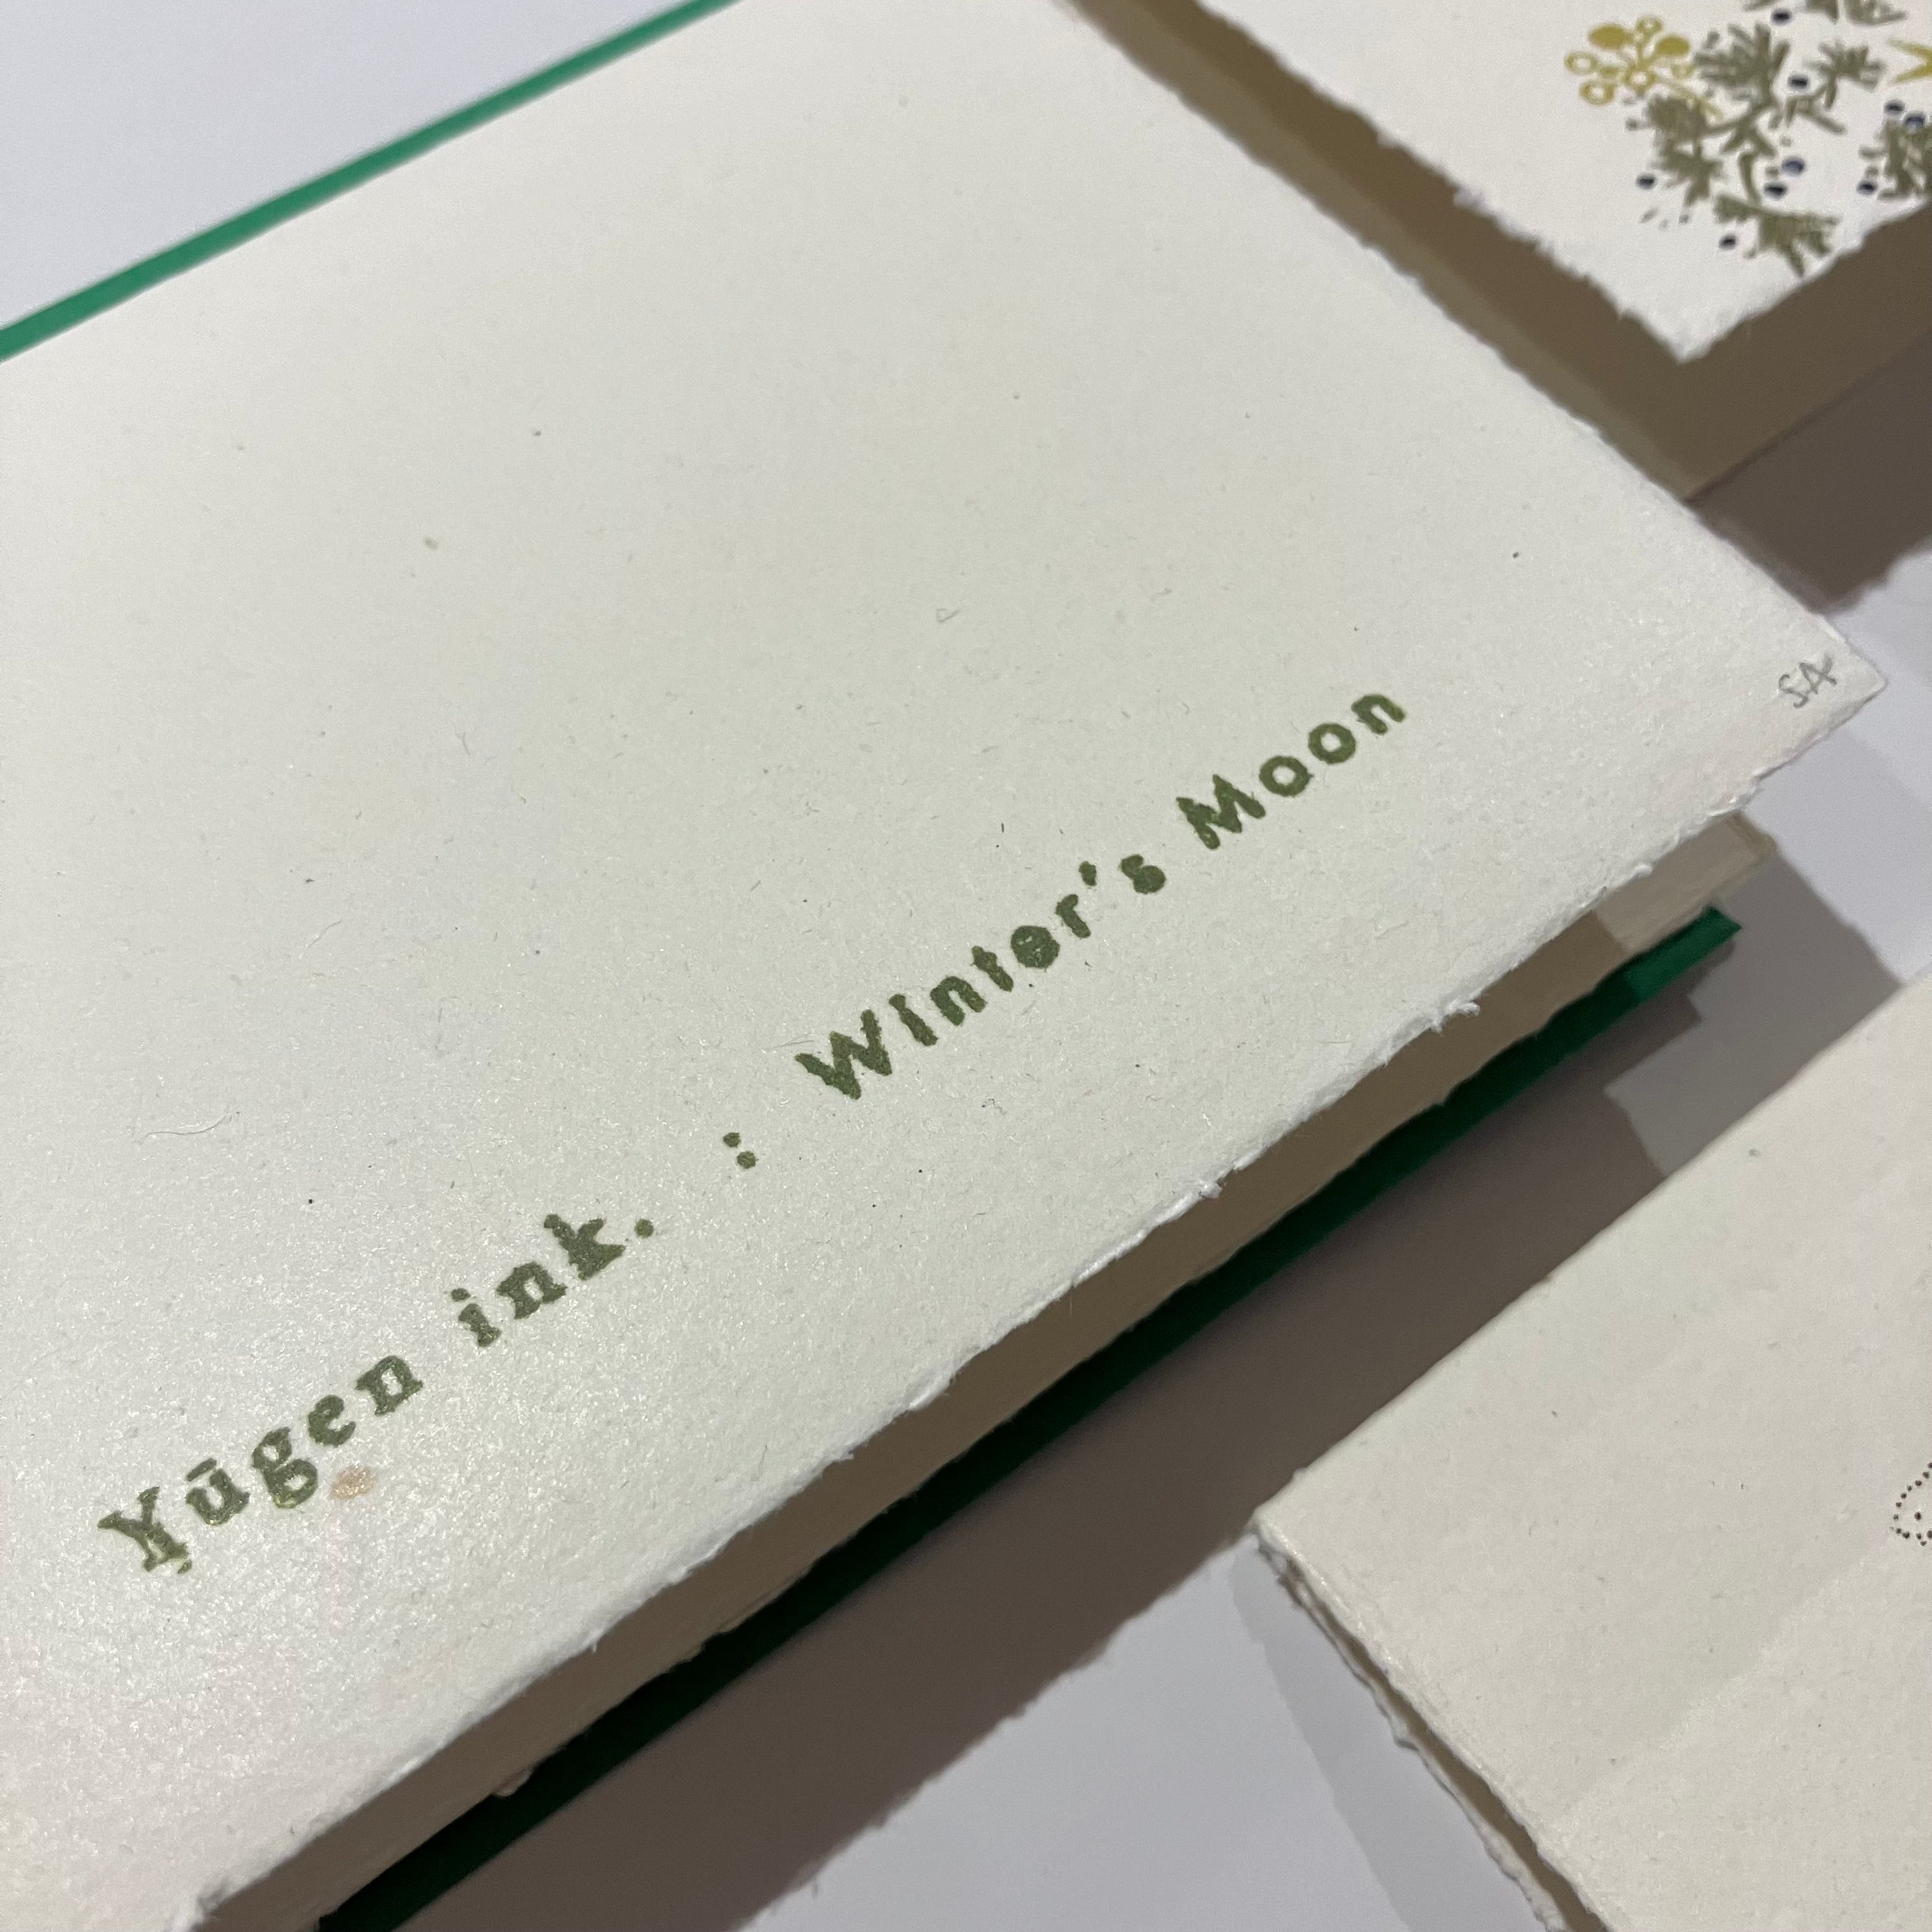 Yūgen ink. : Winter's Moon
SA